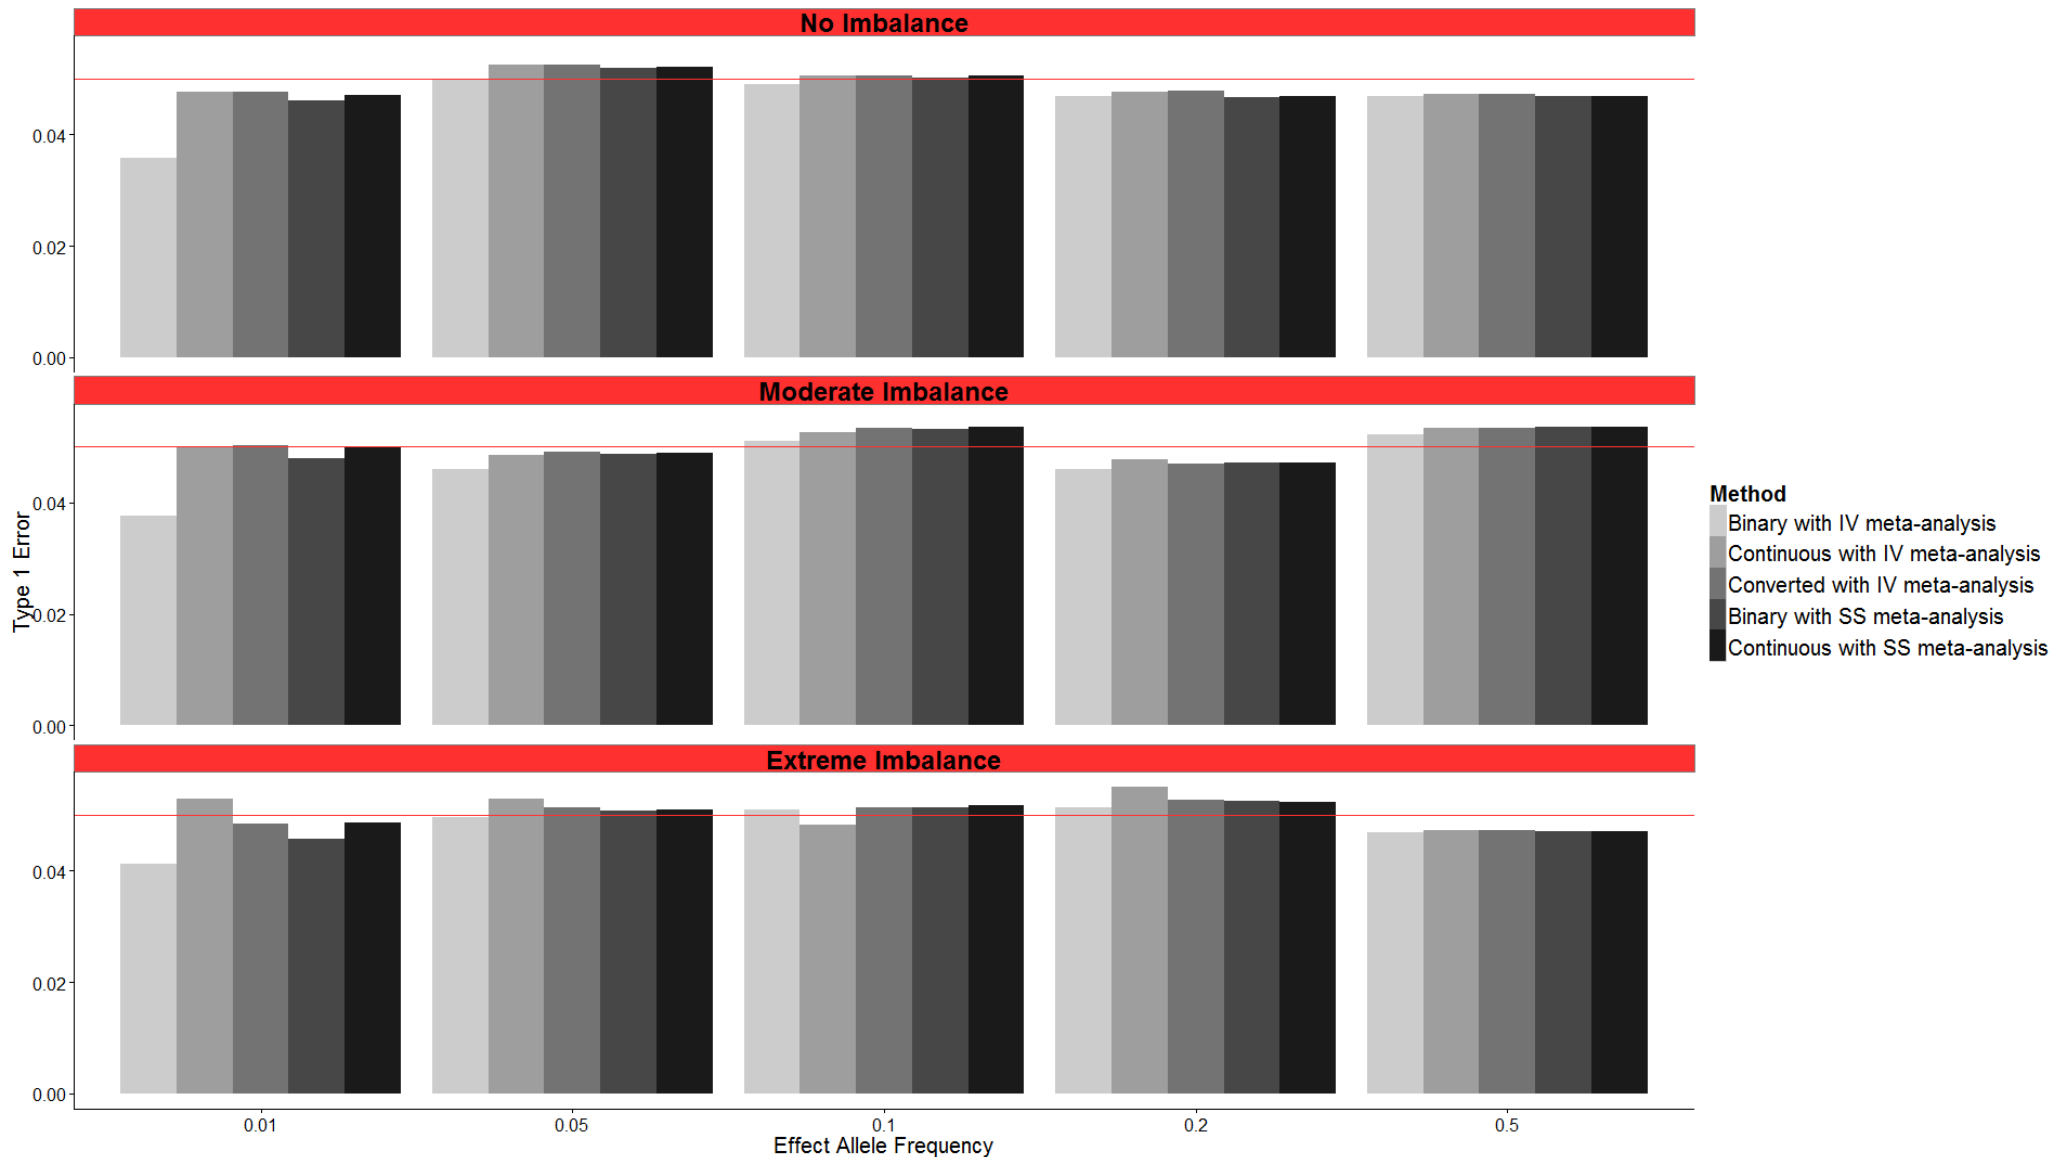 No Imbalance
0.04
0.02
0.00
Moderate Imbalance
0.04
0.02
0.00
Extreme Imbalance
0.04
0.02
0.00
Type 1 Error
0.01 0.05 0.1 0.2 0.5
Effect Allele Frequency
Method
Binary with IV meta-analysis
Continuous with IV meta-analysis
Converted with IV meta-analysis
Binary with SS meta-analysis
Continuous with SS meta-analysis